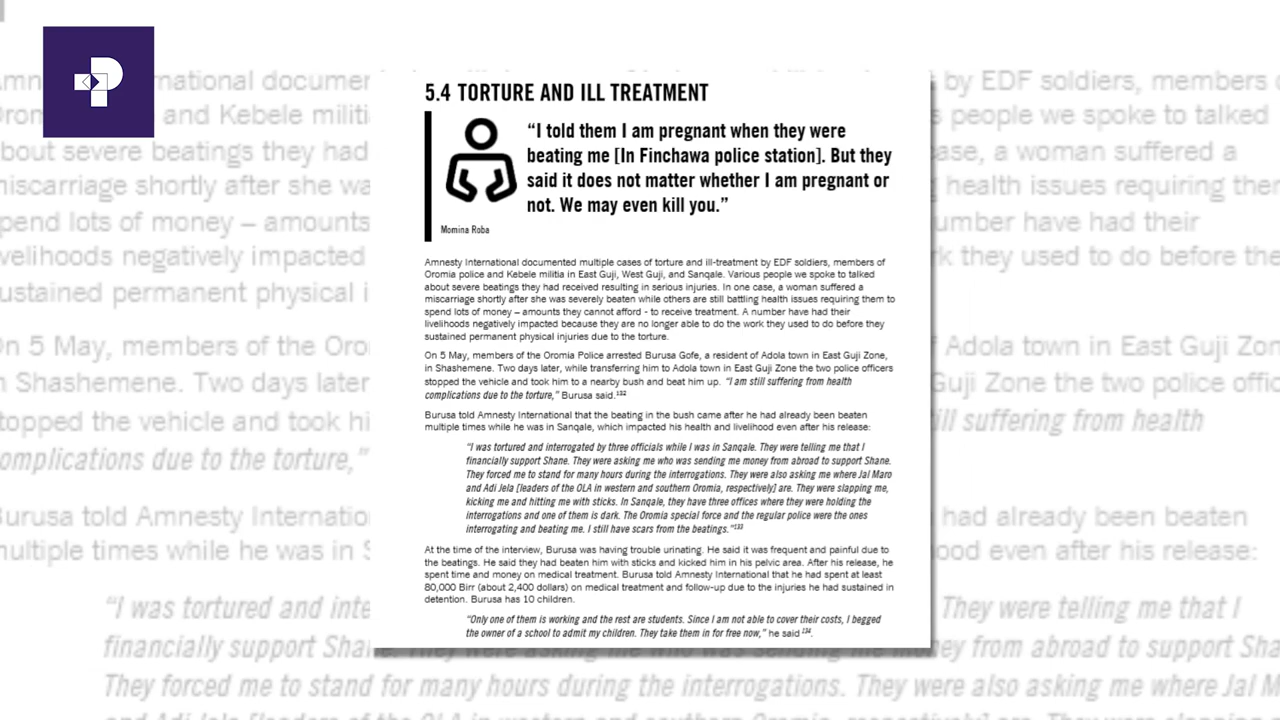 5.4 TORTURE AND ILL TREATMENT
“I told them I am pregnant when they were
beating me [In Finchawa police station]. But they
said it does not matter whether I am pregnant or
not. We may even kill you.”
Momina Roba
Amnesty International documented multiple cases of torture and ill-treatment by EDF soldiers, members of
Oromia police and Kebele militia in East Guji, West Guji, and Sanqale. Various people we spoke to talked
about severe beatings they had received resulting in serious injuries. In one case, a woman suffered a
miscarriage shortly after she was severely beaten while others are still battling health issues requiring them to
spend lots of money – amounts they cannot afford - to receive treatment. A number have had their
livelihoods negatively impacted because they are no longer able to do the work they used to do before they
sustained permanent physical injuries due to the torture.
On 5 May, members of the Oromia Police arrested Burusa Gofe, a resident of Adola town in East Guji Zone,
in Shashemene. Two days later, while transferring him to Adola town in East Guji Zone the two police officers
stopped the vehicle and took him to a nearby bush and beat him up. “I am still suffering from health
complications due to the torture,” Burusa said.132
Burusa told Amnesty International that the beating in the bush came after he had already been beaten
multiple times while he was in Sanqale, which impacted his health and livelihood even after his release:
“I was tortured and interrogated by three officials while I was in Sanqale. They were telling me that I
financially support Shane. They were asking me who was sending me money from abroad to support Shane.
They forced me to stand for many hours during the interrogations. They were also asking me where Jal Maro
and Adi Jela [leaders of the OLA in western and southern Oromia, respectively] are. They were slapping me,
kicking me and hitting me with sticks. In Sanqale, they have three offices where they were holding the
interrogations and one of them is dark. The Oromia special force and the regular police were the ones
interrogating and beating me. I still have scars from the beatings.”133
At the time of the interview, Burusa was having trouble urinating. He said it was frequent and painful due to
the beatings. He said they had beaten him with sticks and kicked him in his pelvic area. After his release, he
spent time and money on medical treatment. Burusa told Amnesty International that he had spent at least
80,000 Birr (about 2,400 dollars) on medical treatment and follow-up due to the injuries he had sustained in
detention. Burusa has 10 children.
“Only one of them is working and the rest are students. Since I am not able to cover their costs, I begged
the owner of a school to admit my children. They take them in for free now,” he said 134.